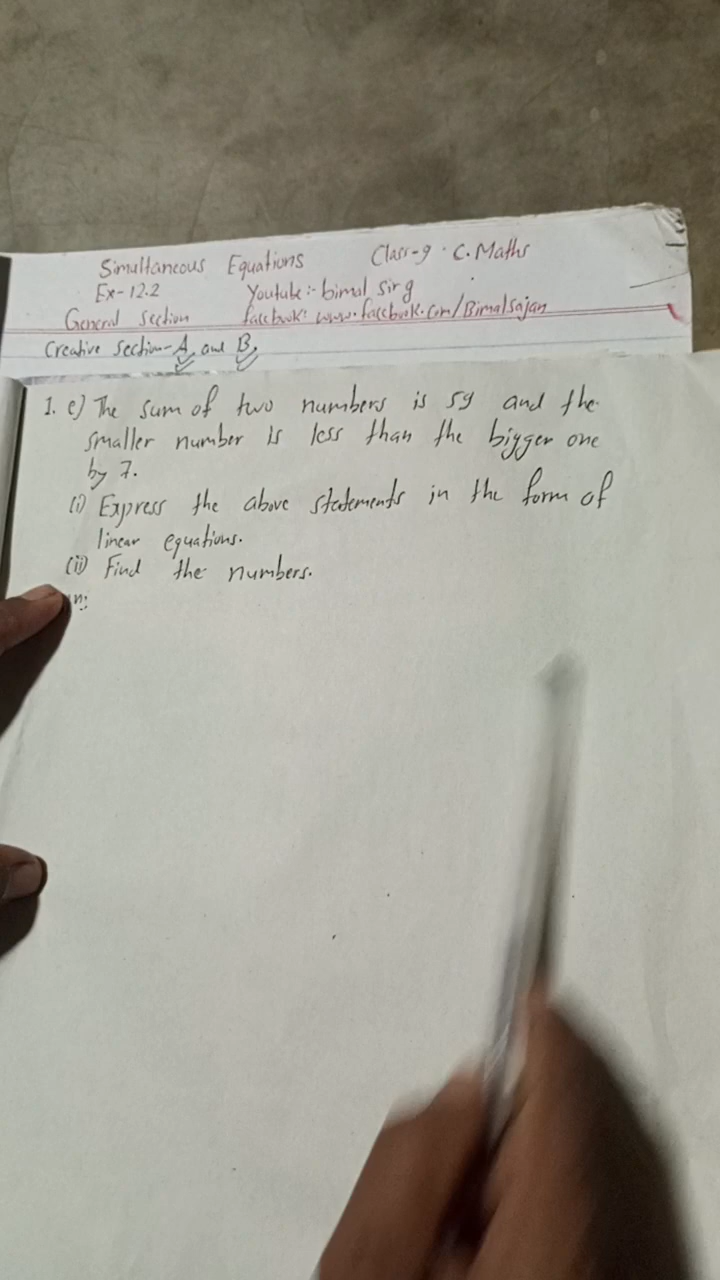 Simultaneous Equations Class-9 C. Maths
Ex-12.2 Youtube:- bimal sir g
General Section facebook: www.facebook.com/Bimalsajan
Creative section-A and B,
1. c) The sum of two numbers is 59 and the
smaller number is less than the bigger one
by 7.
(i) Express the above statements in the form of
linear equations.
(ii) Find the numbers.
n: